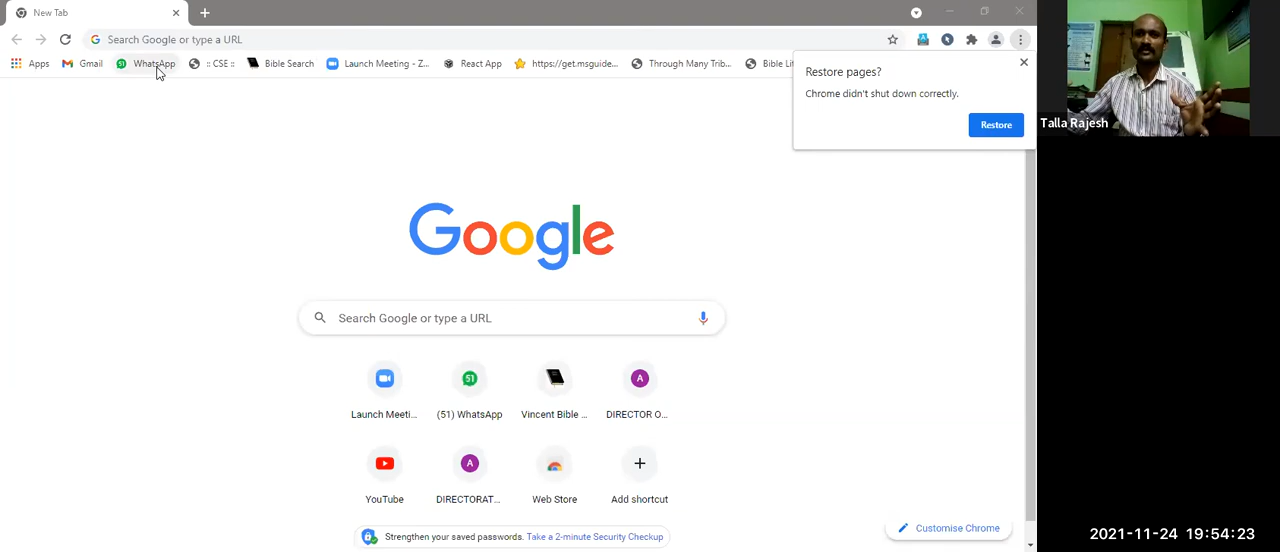 New Tab
Search Google or type a URL
Apps Gmail WhatsApp :: CSE :: Bible Search Launch Meeting - Z... React App https://get.msguide... Through Many Trib... Bible Lit
Restore pages?
Chrome didn't shut down correctly.
Restore
Talla Rajesh
Google
Search Google or type a URL
Launch Meeti... (51) WhatsApp Vincent Bible ... DIRECTOR O...
YouTube DIRECTORAT... Web Store Add shortcut
Strengthen your saved passwords. Take a 2-minute Security Checkup
Customise Chrome
2021-11-24 19:54:23